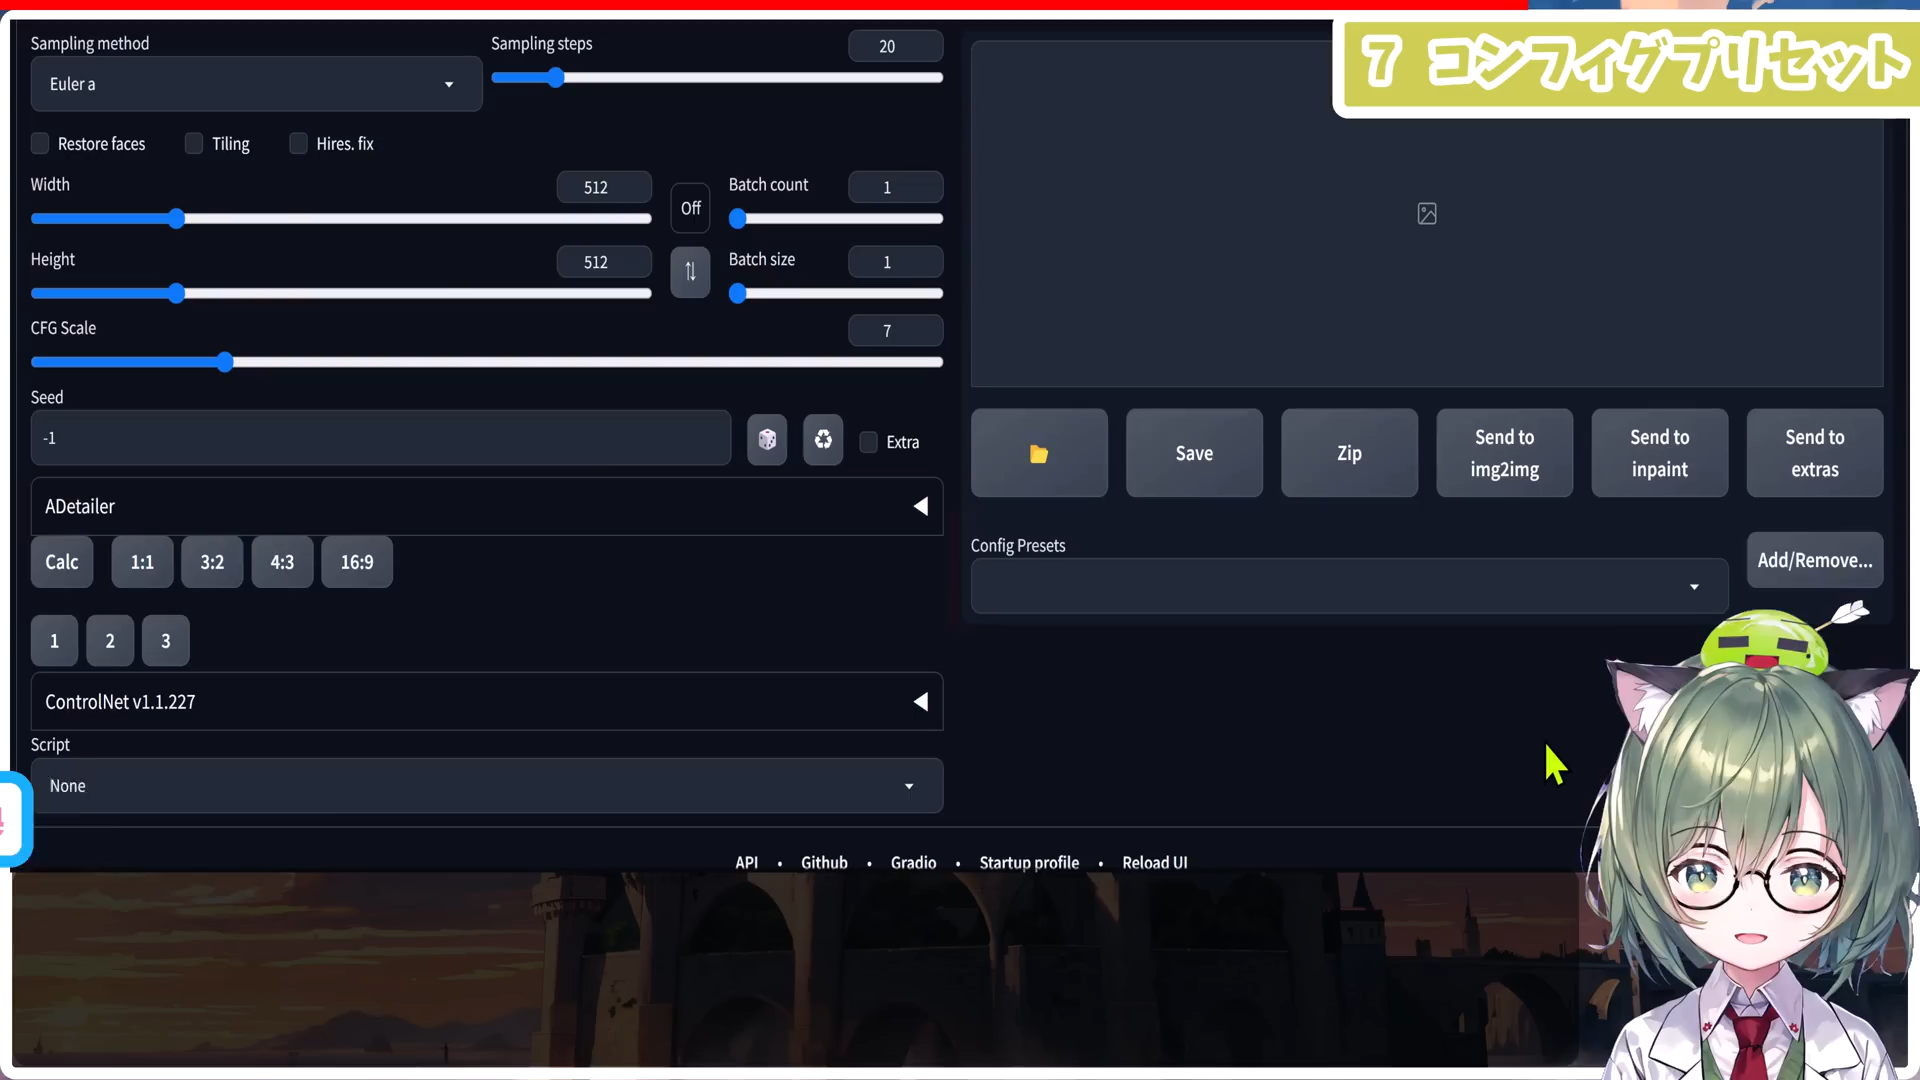 7 コンフィグプリセット
Sampling method
Sampling steps
20
Euler a
Restore faces
Tiling
Hires. fix
Width
512
Off
Batch count
1
Height
512
Batch size
1
CFG Scale
7
Seed
-1
Extra
Save
Zip
Send to
img2img
Send to
inpaint
Send to
extras
ADetailer
Calc
1:1
3:2
4:3
16:9
Config Presets
Add/Remove...
1
2
3
ControlNet v1.1.227
Script
None
API • Github • Gradio • Startup profile • Reload UI